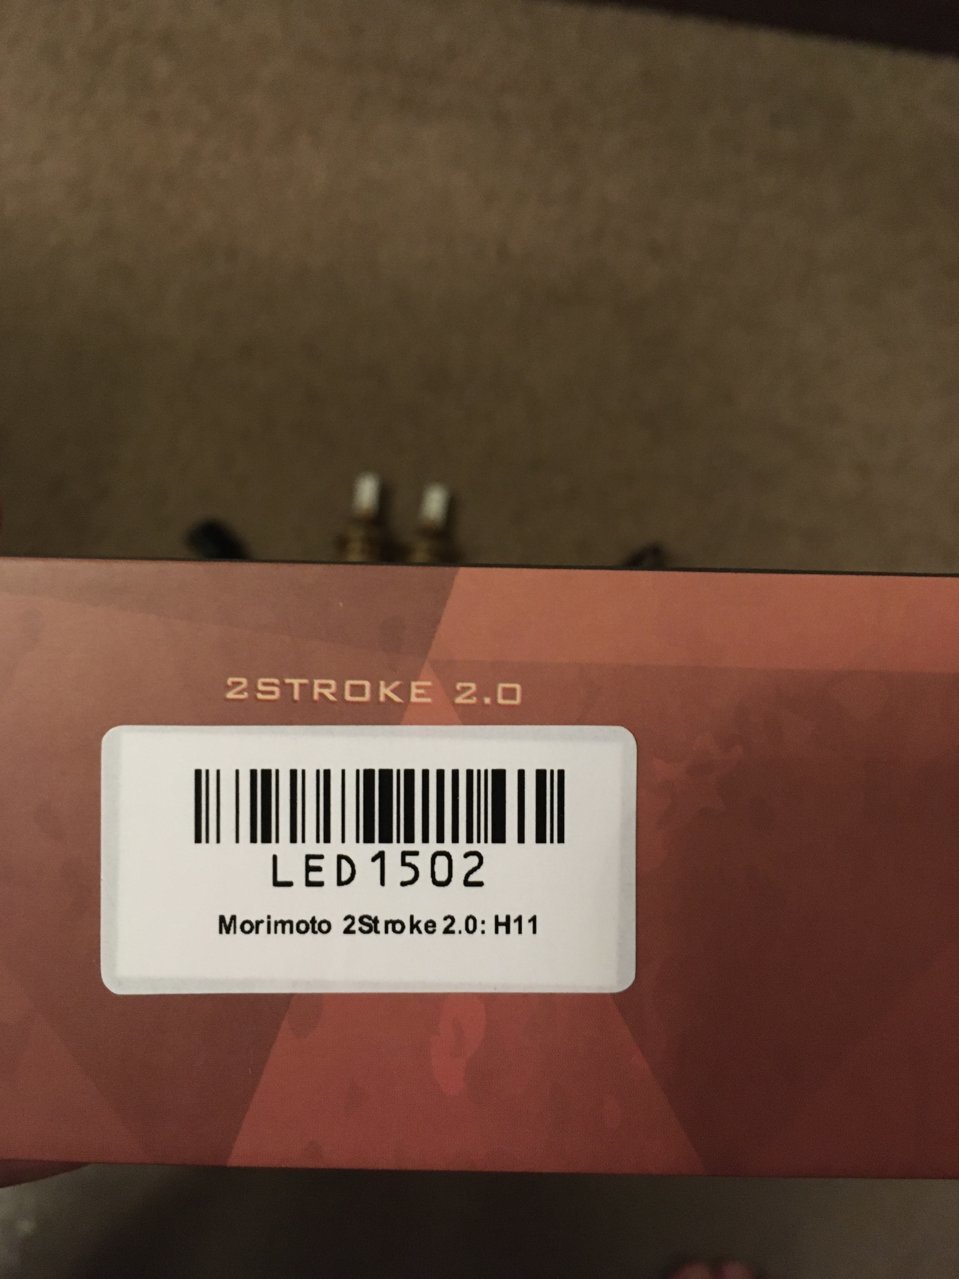 2STROKE 2.0
LED1502
Morimoto 2Stroke 2.0: H11